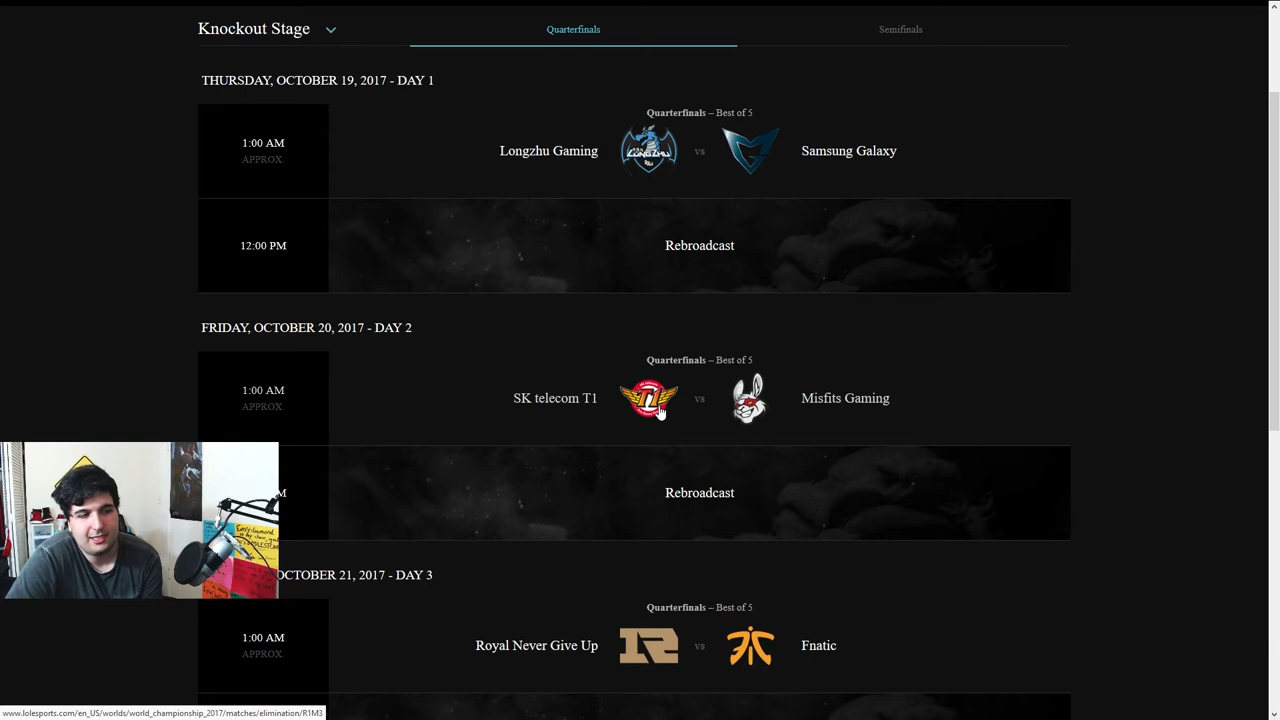 Knockout Stage
Quarterfinals
Semifinals
THURSDAY, OCTOBER 19, 2017 - DAY 1
1:00 AM
APPROX.
Quarterfinals – Best of 5
Longzhu Gaming
LONGZHU
vs
Samsung Galaxy
12:00 PM
Rebroadcast
FRIDAY, OCTOBER 20, 2017 - DAY 2
1:00 AM
APPROX.
Quarterfinals – Best of 5
SK telecom T1
T1
vs
Misfits Gaming
M
Rebroadcast
OCTOBER 21, 2017 - DAY 3
1:00 AM
APPROX.
Quarterfinals – Best of 5
Royal Never Give Up
R
vs
Fnatic
www.lolesports.com/en_US/worlds/world_championship_2017/matches/elimination/R1M3